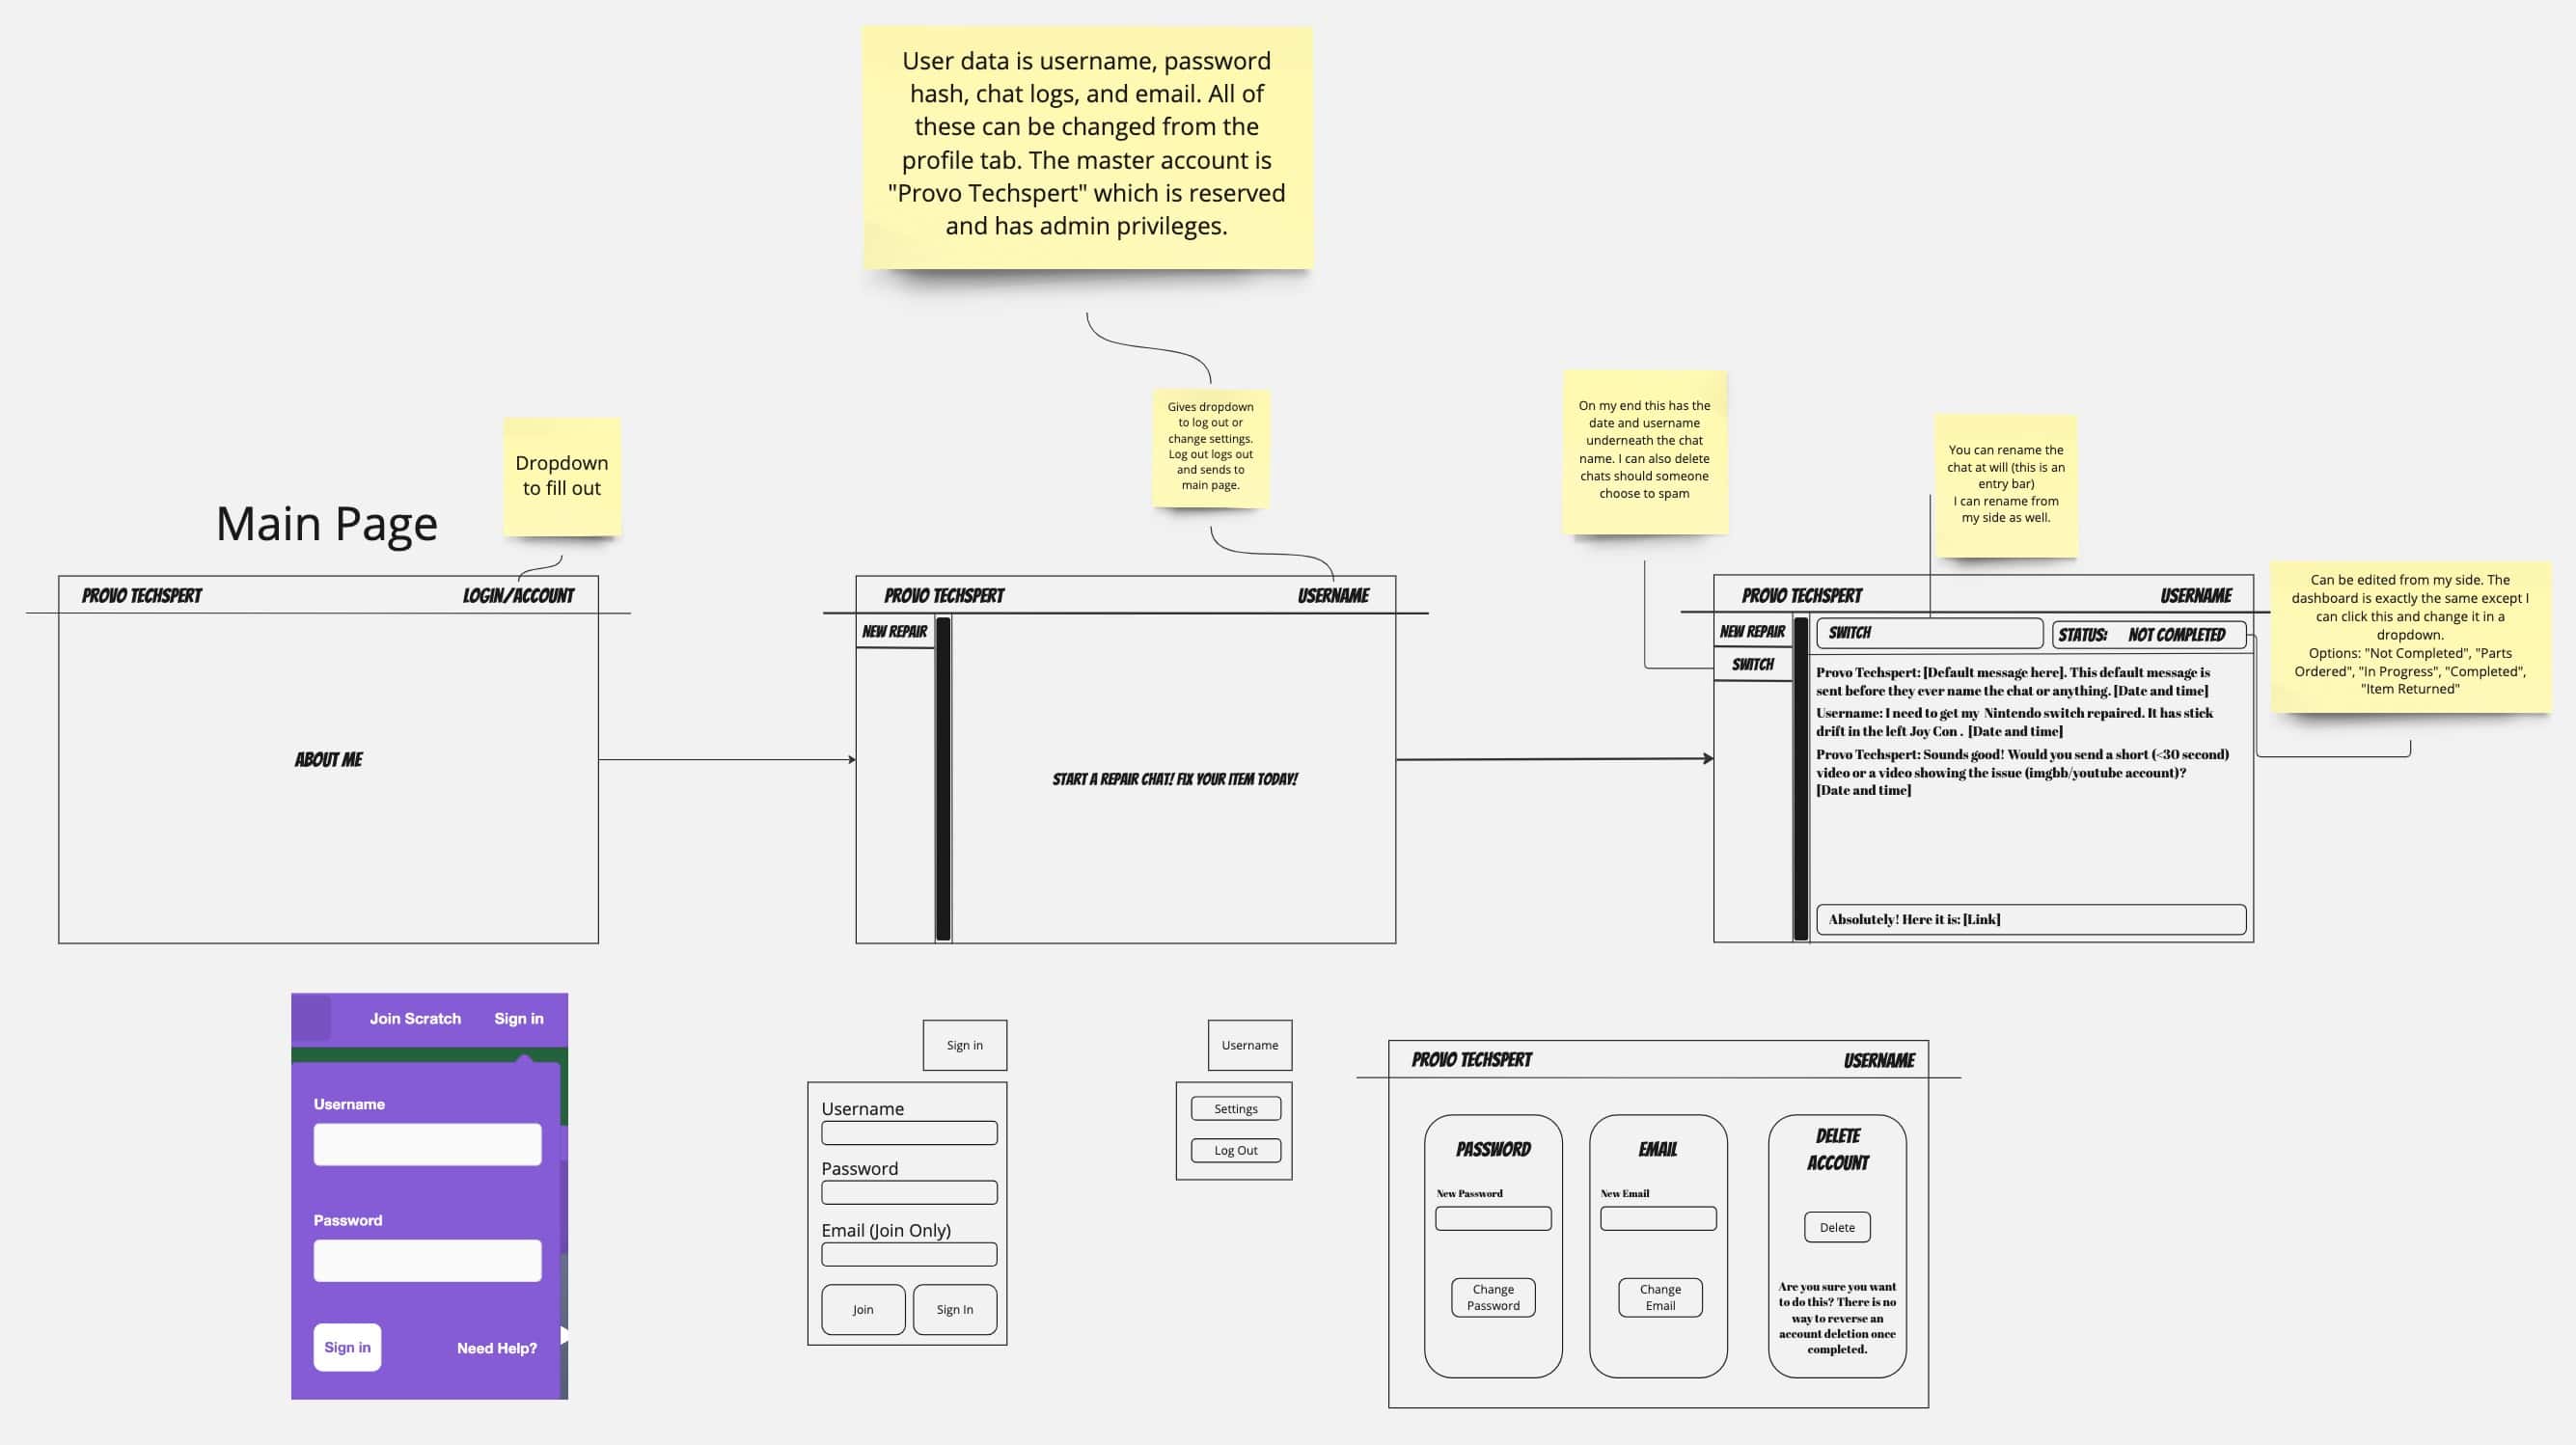 User data is username, password
hash, chat logs, and email. All of
these can be changed from the
profile tab. The master account is
"Provo Techspert" which is reserved
and has admin privileges.
Gives dropdown
to log out or
change settings.
Log out logs out
and sends to
main page.
On my end this has the
date and username
underneath the chat
name. I can also delete
chats should someone
choose to spam
You can rename the
chat at will (this is an
entry bar)
I can rename from
my side as well.
Dropdown
to fill out
Main Page
Can be edited from my side. The
dashboard is exactly the same except I
can click this and change it in a
dropdown.
Options: "Not Completed", "Parts
Ordered", "In Progress", "Completed",
"Item Returned"
PROVO TECHSPERT
LOGIN/ACCOUNT
ABOUT ME
PROVO TECHSPERT
USERNAME
NEW REPAIR
START A REPAIR CHAT! FIX YOUR ITEM TODAY!
PROVO TECHSPERT
USERNAME
NEW REPAIR
SWITCH
SWITCH
STATUS: NOT COMPLETED
Provo Techspert: [Default message here]. This default message is
sent before they ever name the chat or anything. [Date and time]
Username: I need to get my Nintendo switch repaired. It has stick
drift in the left Joy Con . [Date and time]
Provo Techspert: Sounds good! Would you send a short (<30 second)
video or a video showing the issue (imgbb/youtube account)?
[Date and time]
Absolutely! Here it is: [Link]
Join Scratch
Sign in
Username
Password
Sign in
Need Help?
Sign in
Username
Password
Email (Join Only)
Join
Sign In
Username
Settings
Log Out
PROVO TECHSPERT
USERNAME
PASSWORD
New Password
Change
Password
EMAIL
New Email
Change
Email
DELETE
ACCOUNT
Delete
Are you sure you want
to do this? There is no
way to reverse an
account deletion once
completed.